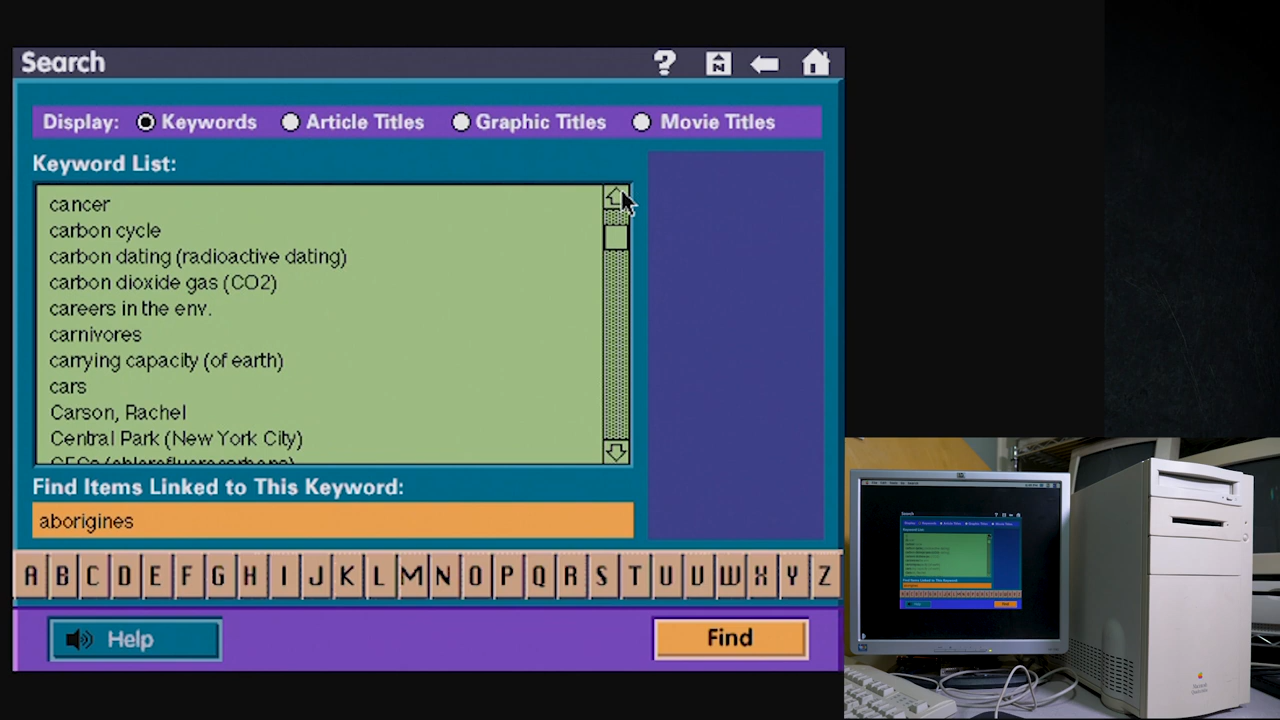 Search
?
N
Display: Keywords Article Titles Graphic Titles Movie Titles
Keyword List:
cancer
carbon cycle
carbon dating (radioactive dating)
carbon dioxide gas (CO2)
careers in the env.
carnivores
carrying capacity (of earth)
cars
Carson, Rachel
Central Park (New York City)
CFCs (chlorofluorocarbons)
Find Items Linked to This Keyword:
aborigines
A B C D E F G H I J K L M N O P Q R S T U V W X Y Z
Help
Find